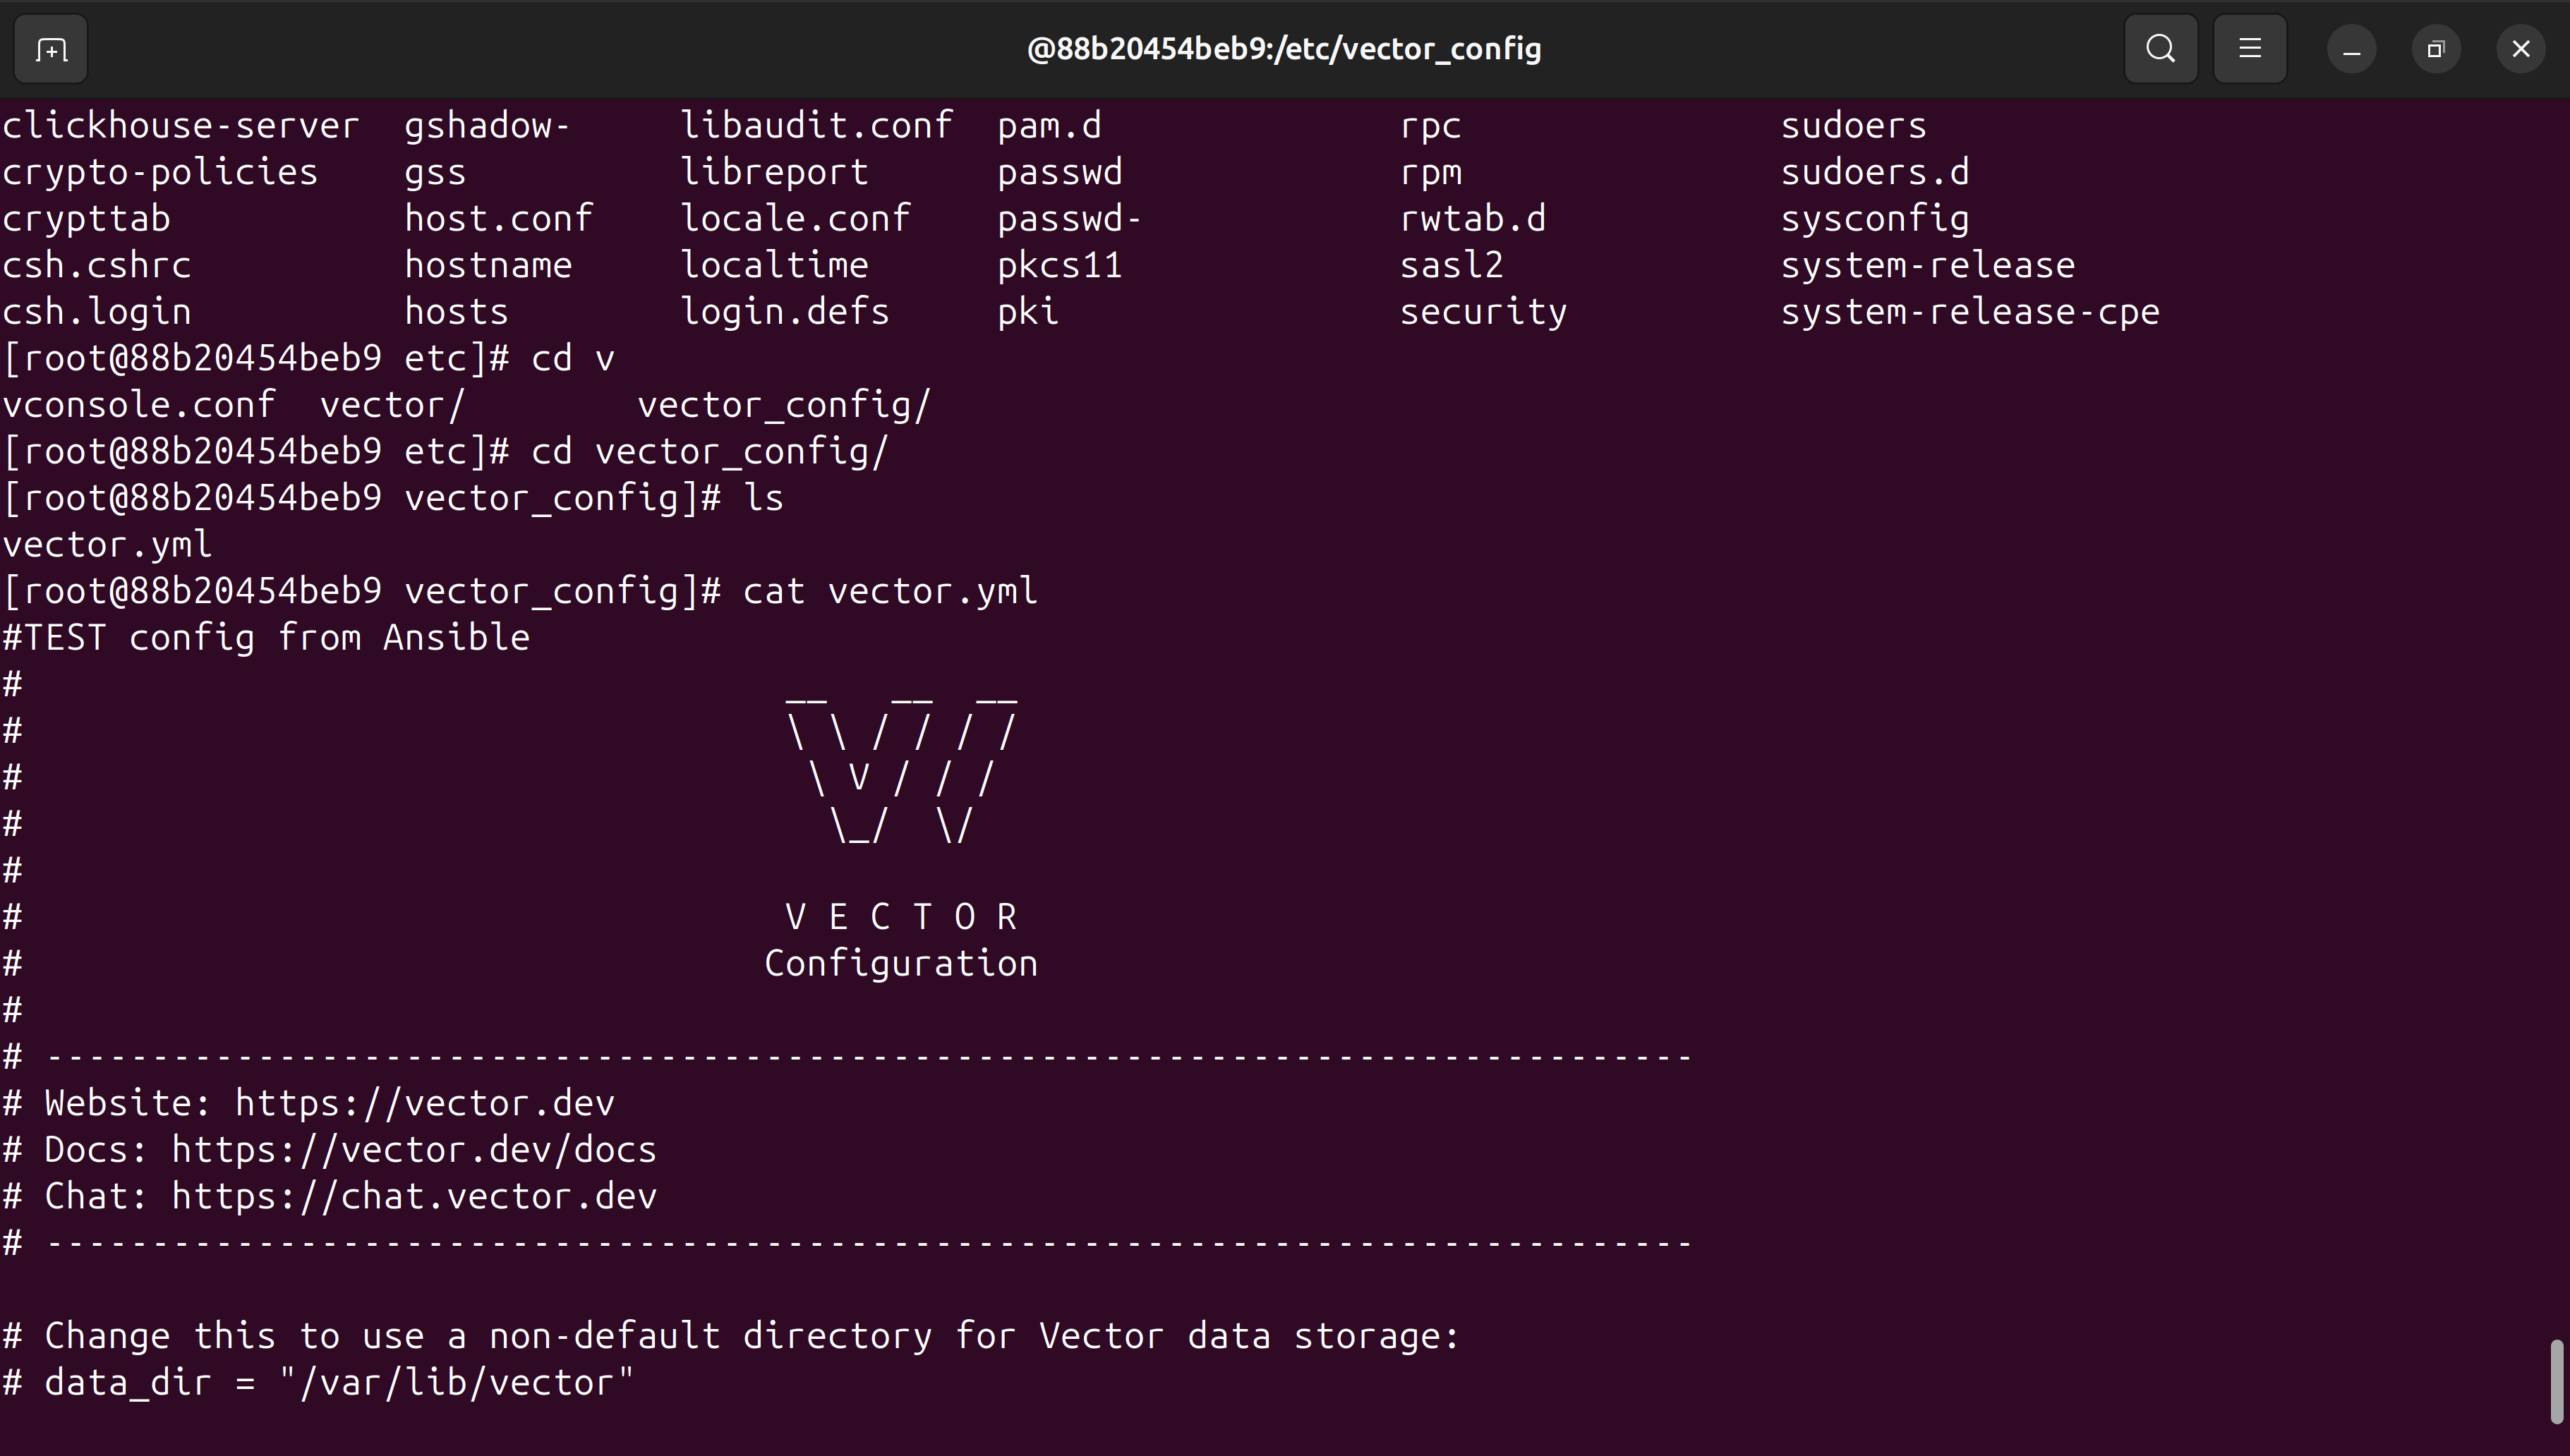 @88b20454beb9:/etc/vector_config
clickhouse-server  gshadow-     libaudit.conf  pam.d              rpc               sudoers
crypto-policies    gss          libreport      passwd             rpm               sudoers.d
crypttab           host.conf    locale.conf    passwd-            rwtab.d           sysconfig
csh.cshrc          hostname     localtime      pkcs11             sasl2             system-release
csh.login          hosts        login.defs     pki                security          system-release-cpe
[root@88b20454beb9 etc]# cd v
vconsole.conf  vector/        vector_config/
[root@88b20454beb9 etc]# cd vector_config/
[root@88b20454beb9 vector_config]# ls
vector.yml
[root@88b20454beb9 vector_config]# cat vector.yml
#TEST config from Ansible
#                                    __   __  __
#                                    \ \ / / / /
#                                     \ V / / /
#                                      \_/  \/
#
#                                    V E C T O R
#                                   Configuration
#
# ------------------------------------------------------------------------------
# Website: https://vector.dev
# Docs: https://vector.dev/docs
# Chat: https://chat.vector.dev
# ------------------------------------------------------------------------------
# Change this to use a non-default directory for Vector data storage:
# data_dir = "/var/lib/vector"